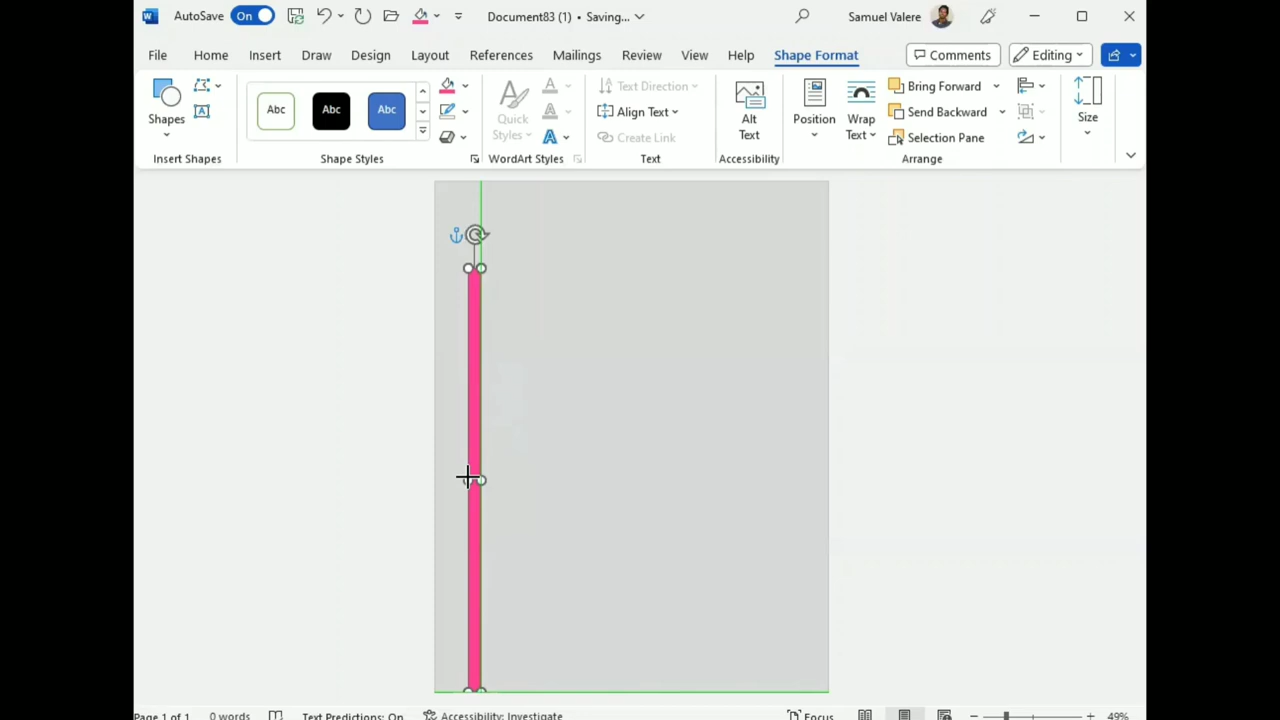 AutoSave On Document83 (1) • Saving... Samuel Valere
File Home Insert Draw Design Layout References Mailings Review View Help Shape Format Comments Editing
Shapes
Insert Shapes
Abc Abc Abc
Shape Styles
Quick
Styles
WordArt Styles
Text Direction
Align Text
Create Link
Text
Alt
Text
Accessibility
Position
Wrap
Text
Bring Forward
Send Backward
Selection Pane
Arrange
Size
Page 1 of 1 0 words Text Predictions: On Accessibility: Investigate Focus 49%